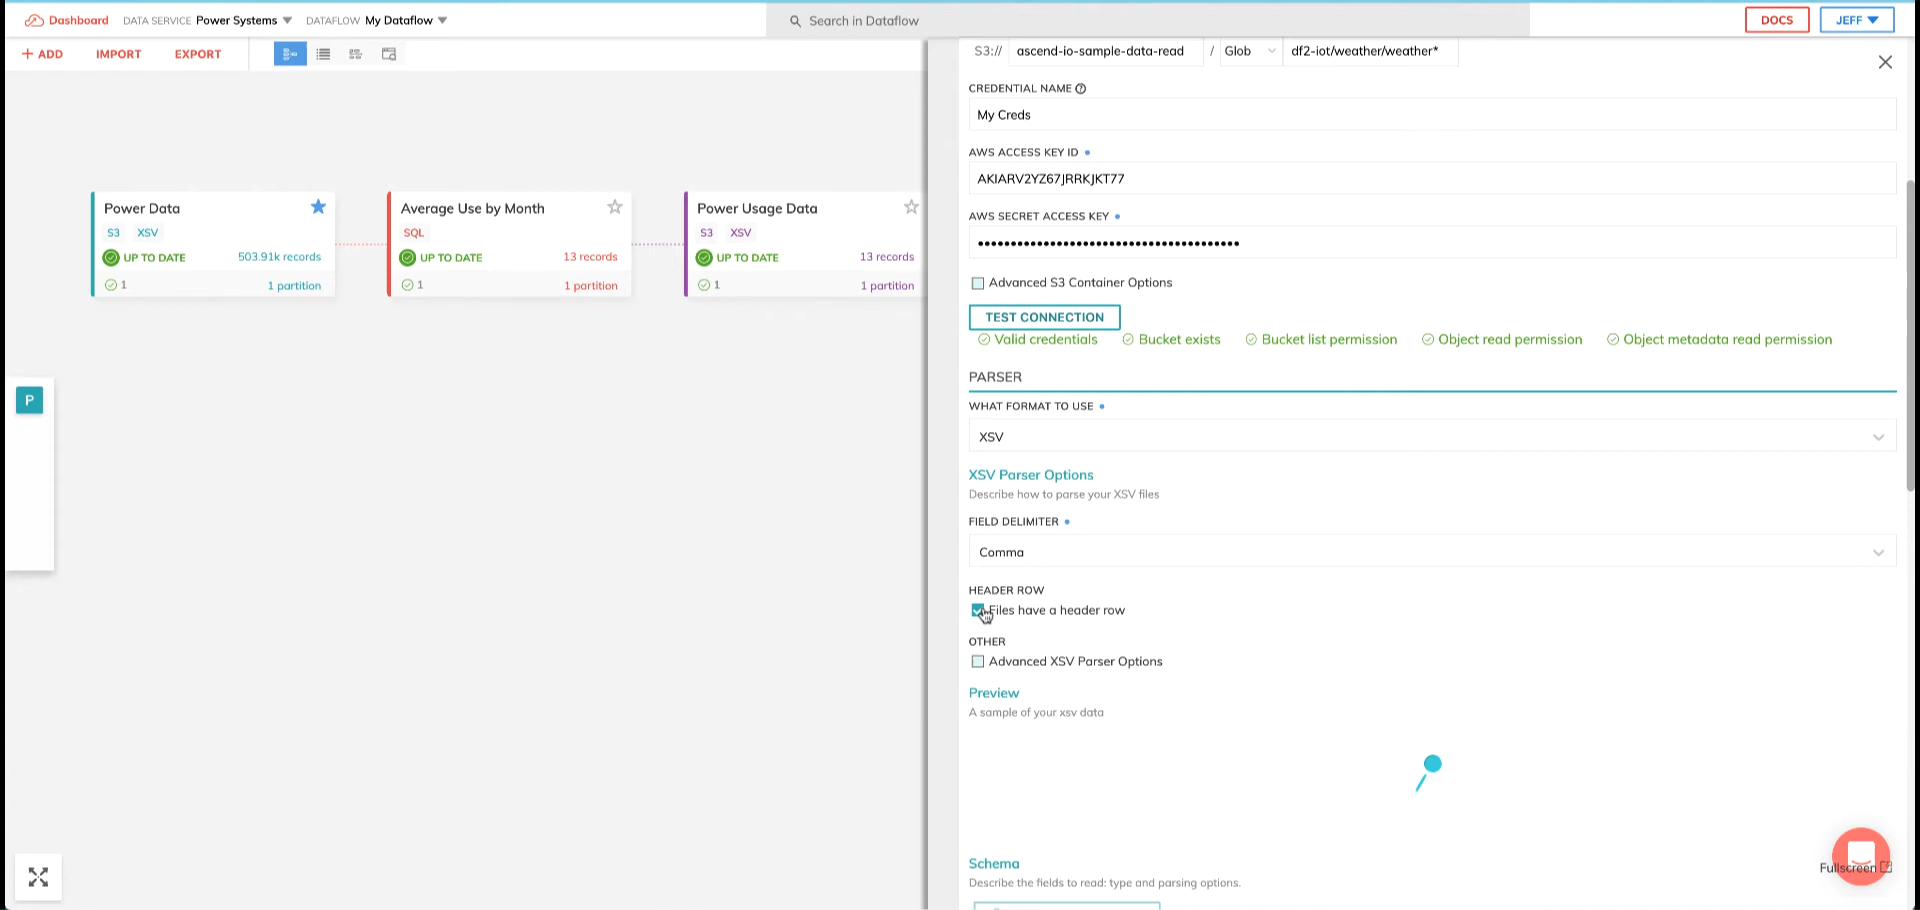 Dashboard DATA SERVICE Power Systems DATAFLOW My Dataflow Search in Dataflow DOCS JEFF
+ ADD IMPORT EXPORT
Power Data
S3 XSV
UP TO DATE 503.91k records
1 1 partition
Average Use by Month
SQL
UP TO DATE 13 records
1 1 partition
Power Usage Data
S3 XSV
UP TO DATE 13 records
1 1 partition
P
S3:// ascend-io-sample-data-read / Glob df2-iot/weather/weather*
CREDENTIAL NAME ?
My Creds
AWS ACCESS KEY ID
AKIARV2YZ67JRRKJKT77
AWS SECRET ACCESS KEY
Advanced S3 Container Options
TEST CONNECTION
Valid credentials Bucket exists Bucket list permission Object read permission Object metadata read permission
PARSER
WHAT FORMAT TO USE
XSV
XSV Parser Options
Describe how to parse your XSV files
FIELD DELIMITER
Comma
HEADER ROW
Files have a header row
OTHER
Advanced XSV Parser Options
Preview
A sample of your xsv data
Schema
Fullscreen
Describe the fields to read: type and parsing options.